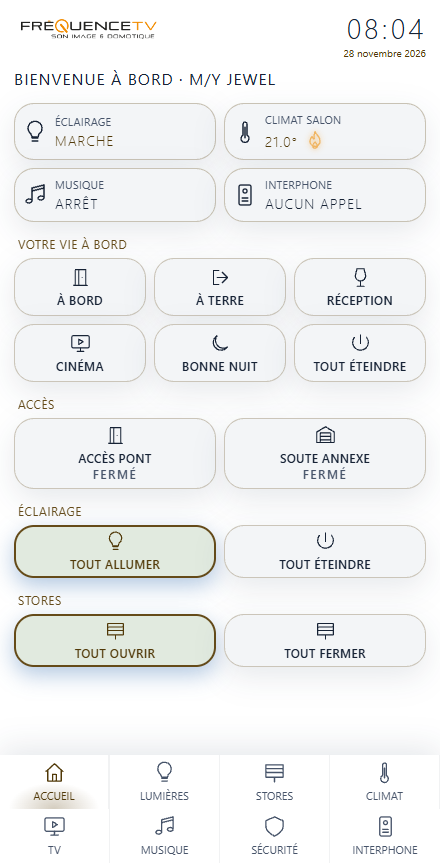 FRÉQUENCETV
SON IMAGE & DOMOTIQUE
08:04
28 novembre 2026
BIENVENUE À BORD · M/Y JEWEL
ÉCLAIRAGE
MARCHE
CLIMAT SALON
21.0°
MUSIQUE
ARRÊT
INTERPHONE
AUCUN APPEL
VOTRE VIE À BORD
À BORD
À TERRE
RÉCEPTION
CINÉMA
BONNE NUIT
TOUT ÉTEINDRE
ACCÈS
ACCÈS PONT
FERMÉ
SOUTE ANNEXE
FERMÉ
ÉCLAIRAGE
TOUT ALLUMER
TOUT ÉTEINDRE
STORES
TOUT OUVRIR
TOUT FERMER
ACCUEIL
LUMIÈRES
STORES
CLIMAT
TV
MUSIQUE
SÉCURITÉ
INTERPHONE